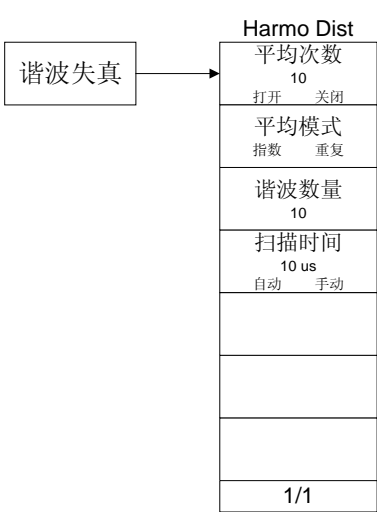 Harmo Dist
谐波失真
平均次数
10
打开 关闭
平均模式
指数 重复
谐波数量
10
扫描时间
10 us
自动 手动
1/1